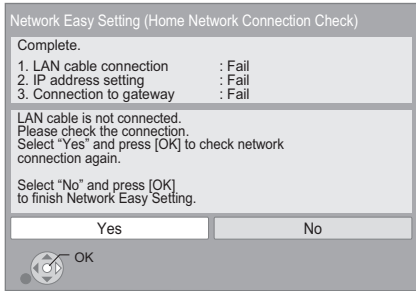 Network Easy Setting (Home Network Connection Check)
Complete.
1. LAN cable connection : Fail
2. IP address setting : Fail
3. Connection to gateway : Fail
LAN cable is not connected.
Please check the connection.
Select “Yes” and press [OK] to check network
connection again.
Select “No” and press [OK]
to finish Network Easy Setting.
Yes No
OK